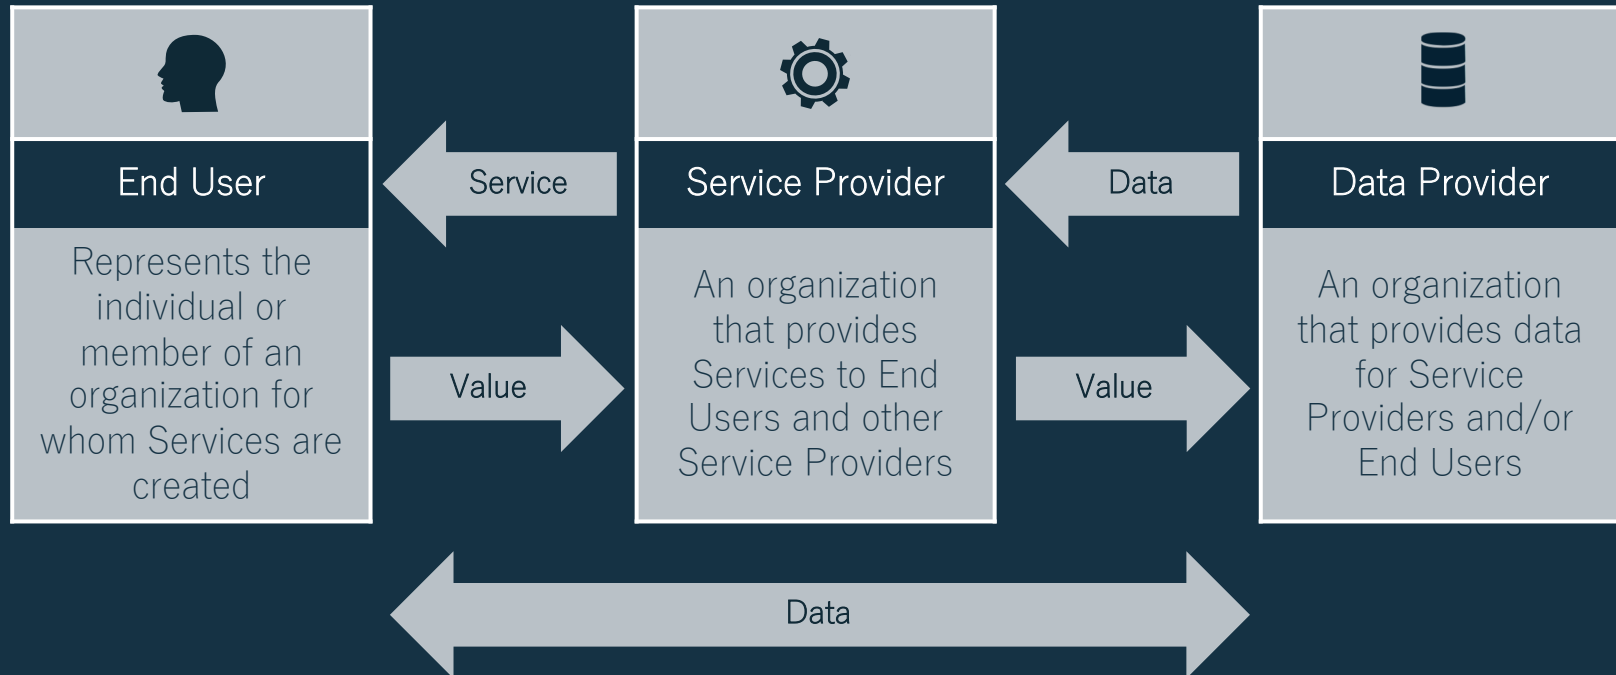 End User
Represents the
individual or
member of an
organization for
whom Services are
created
Service
Value
Service Provider
An organization
that provides
Services to End
Users and other
Service Providers
Data
Value
Data Provider
An organization
that provides data
for Service
Providers and/or
End Users
Data